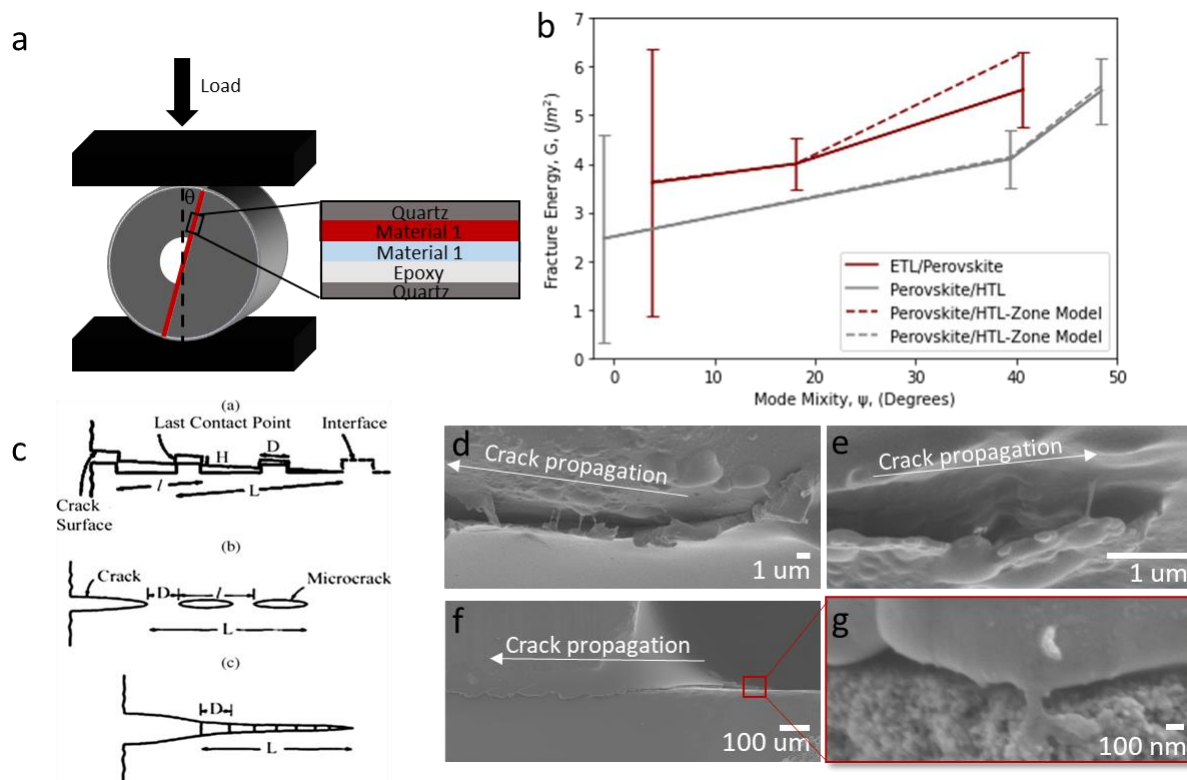 a
Load
θ
Quartz
Material 1
Material 1
Epoxy
Quartz
b
Fracture Energy, G, (Jm²)
7
6
5
4
3
2
1
0
0 10 20 30 40 50
Mode Mixity, ψ, (Degrees)
ETL/Perovskite
Perovskite/HTL
Perovskite/HTL-Zone Model
Perovskite/HTL-Zone Model
c
(a)
Last Contact Point
Interface
H
D
l
L
Crack
Surface
(b)
Crack
Microcrack
D
l
L
(c)
D
L
d
Crack propagation
1 um
e
Crack propagation
1 um
f
Crack propagation
100 um
g
100 nm